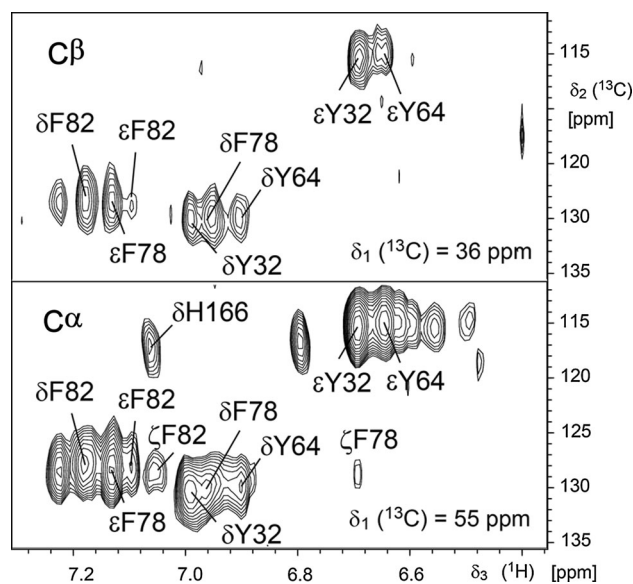 Cβ
115
δ₂ (¹³C)
εY32 εY64
[ppm]
δF82 εF82 δF78
120
δY64
130
εF78 δY32
δ₁ (¹³C) = 36 ppm
135
Cα
δH166
115
εY32 εY64
120
δF82 εF82
ζF82 δF78 δY64 ζF78
125
130
εF78 δY32
δ₁ (¹³C) = 55 ppm
135
7.2 7.0 6.8 6.6 δ₃ (¹H) [ppm]